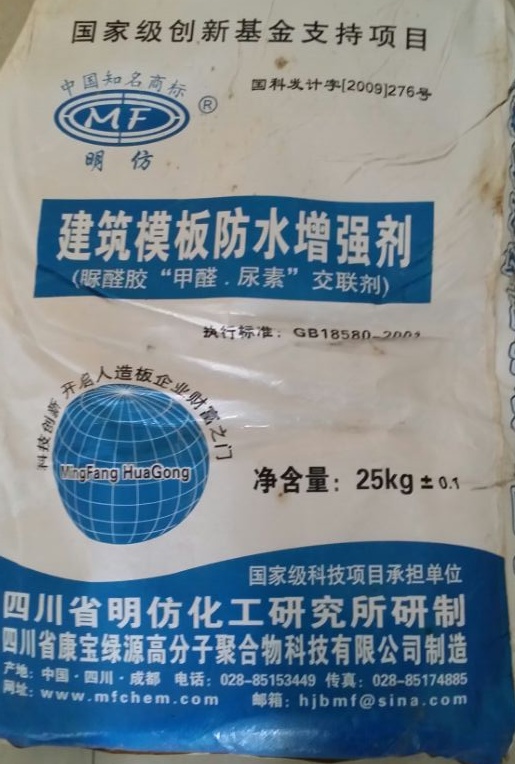 国家级创新基金支持项目
中国知名商标
国科发计字[2009]276号
MF ®
明仿
建筑模板防水增强剂
(脲醛胶“甲醛．尿素”交联剂)
执行标准：GB18580-2001
科技创新 开启人造板企业财富之门
MingFang HuaGong
净含量：25kg±0.1
国家级科技项目承担单位
四川省明仿化工研究所研制
四川省康宝绿源高分子聚合物科技有限公司制造
产地：中国·四川·成都 电话：028-85153449 传真：028-85174885
网址：www.mfchem.com 邮箱：hjbmf@sina.com